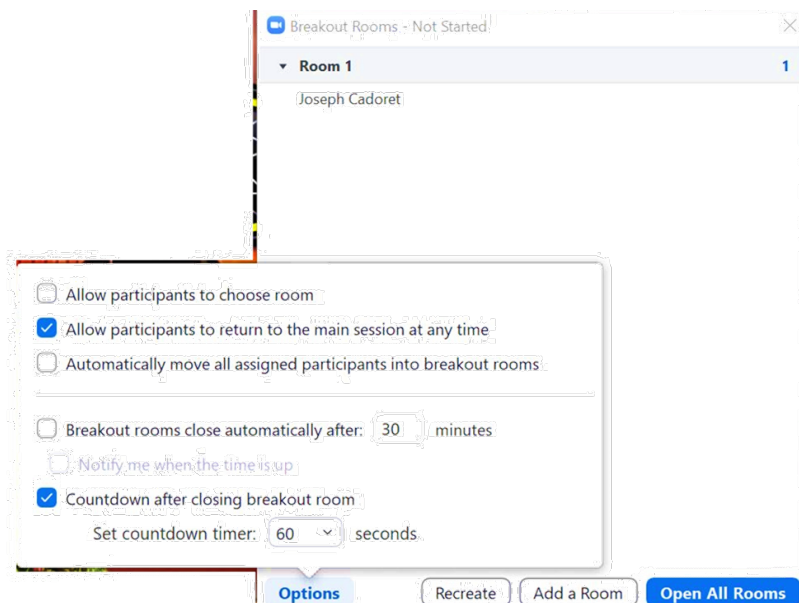 Breakout Rooms - Not Started
Room 1 1
Joseph Cadoret
Allow participants to choose room
Allow participants to return to the main session at any time
Automatically move all assigned participants into breakout rooms
Breakout rooms close automatically after: 30 minutes
Notify me when the time is up
Countdown after closing breakout room
Set countdown timer: 60 seconds
Options Recreate Add a Room Open All Rooms